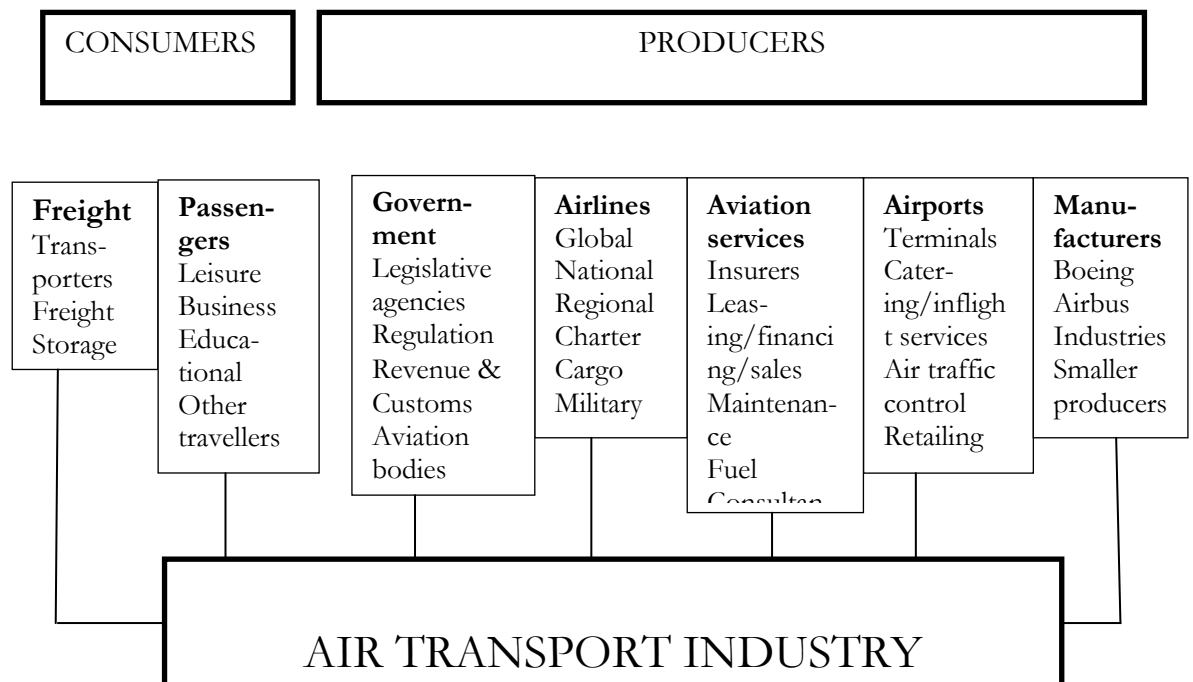 CONSUMERS
PRODUCERS
Freight
Trans-
porters
Freight
Storage
Passen-
gers
Leisure
Business
Educa-
tional
Other
travellers
Govern-
ment
Legislative
agencies
Regulation
Revenue &
Customs
Aviation
bodies
Airlines
Global
National
Regional
Charter
Cargo
Military
Aviation
services
Insurers
Leas-
ing/financi
ng/sales
Maintenan-
ce
Fuel
Consultan
Airports
Terminals
Cater-
ing/infligh
t services
Air traffic
control
Retailing
Manu-
facturers
Boeing
Airbus
Industries
Smaller
producers
AIR TRANSPORT INDUSTRY